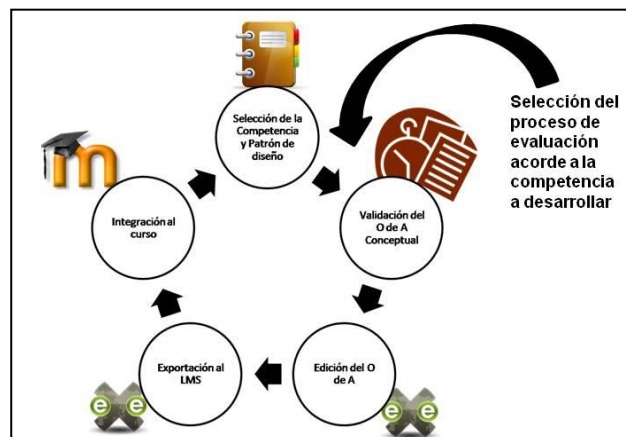 Selección de la
Competencia
y Patrón de
diseño
Selección del
proceso de
evaluación
acorde a la
competencia
a desarrollar
m
Integración al
curso
Validación del
O de A
Conceptual
Exportación al
LMS
Edición del O
de A
e e
e e